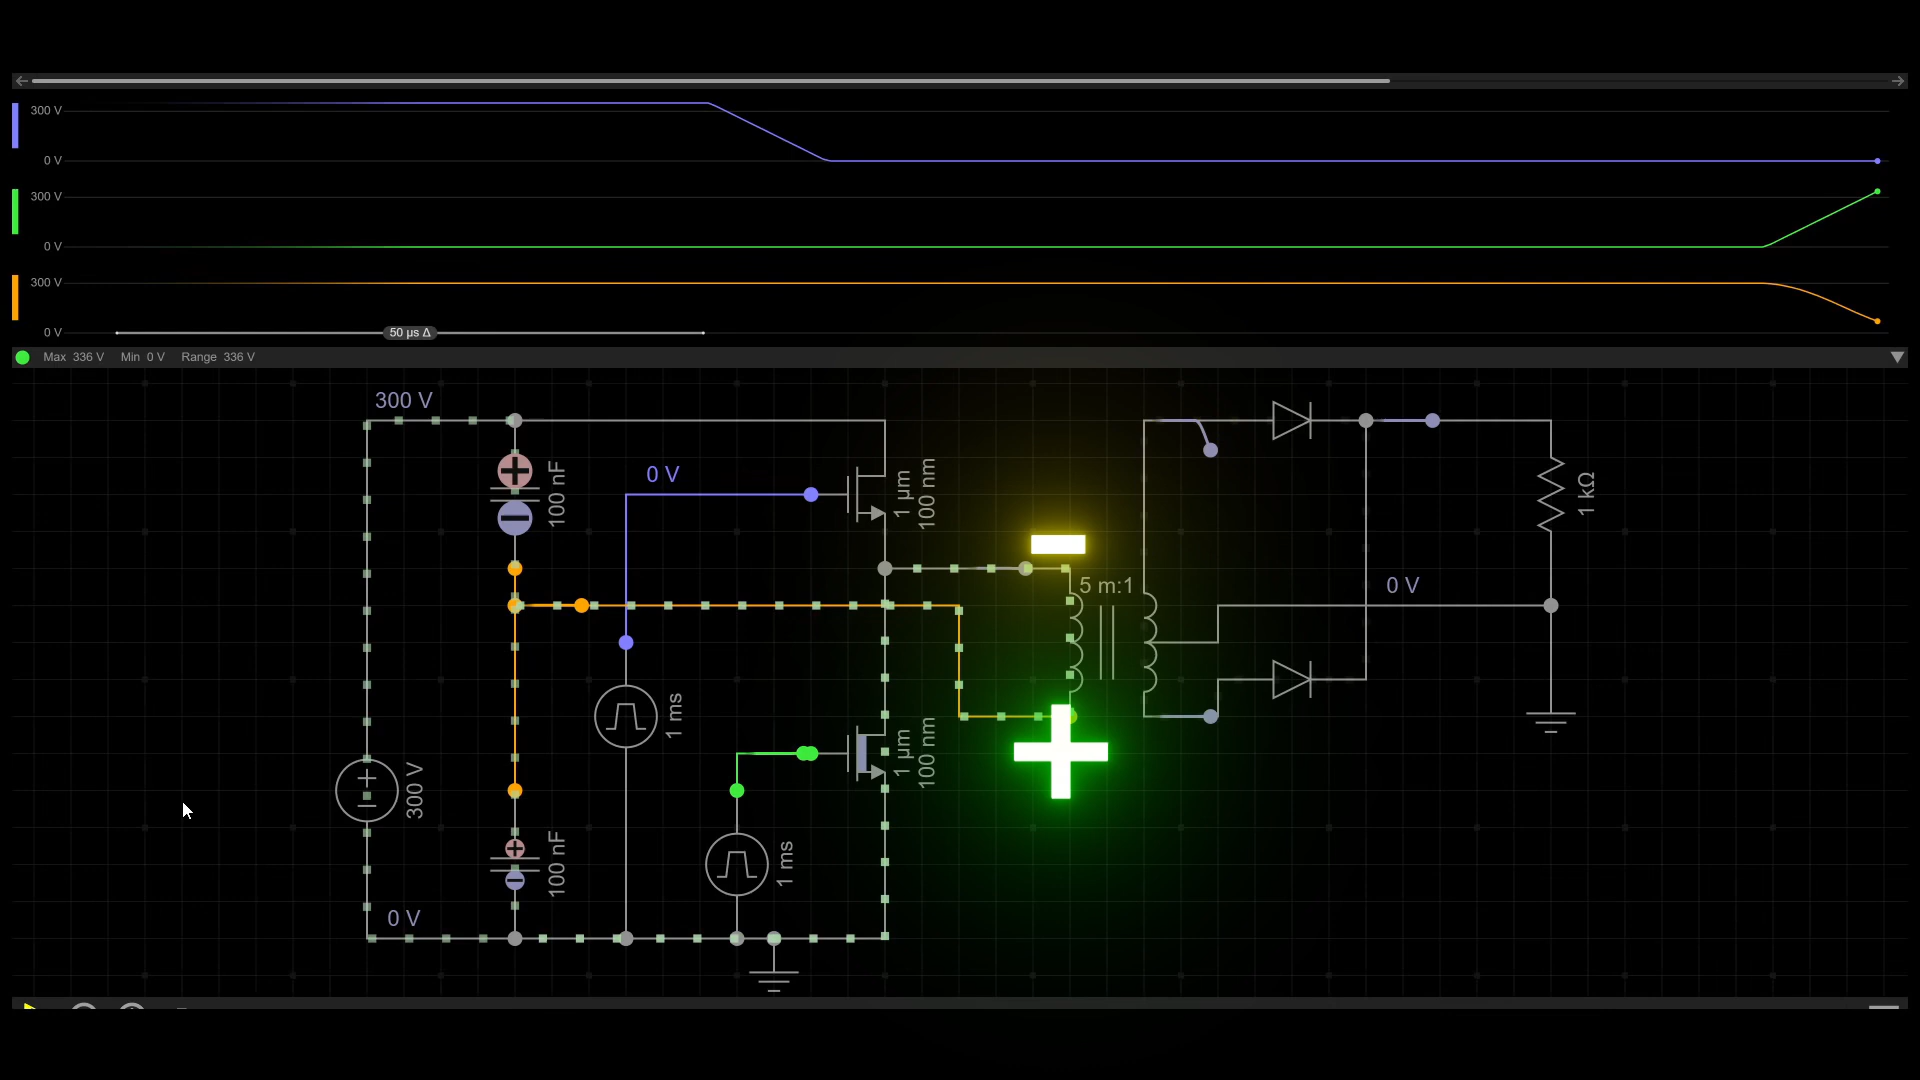 300 V
0 V
300 V
0 V
300 V
0 V
50 µs Δ
Max 336 V Min 0 V Range 336 V
300 V
100 nF
0 V
1 µm
100 nm
5 m:1
1 kΩ
0 V
1 ms
1 µm
100 nm
300 V
1 ms
100 nF
0 V